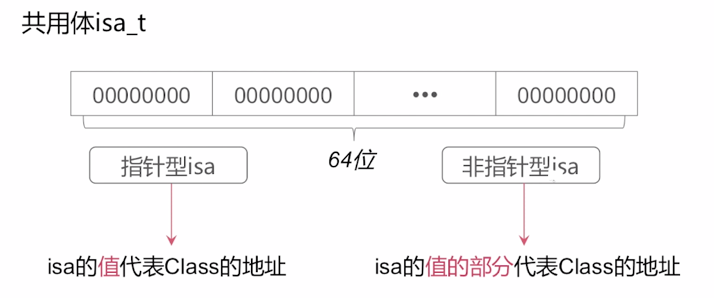 共用体isa_t
00000000 00000000 ••• 00000000
64位
指针型isa 非指针型isa
isa的值代表Class的地址 isa的值的部分代表Class的地址